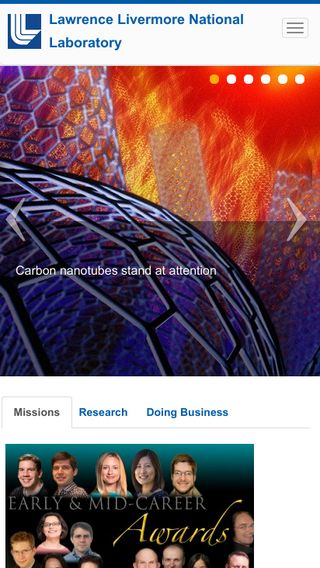 Lawrence Livermore National
Laboratory
Carbon nanotubes stand at attention
Missions
Research
Doing Business
EARLY & MID-CAREER
Awards